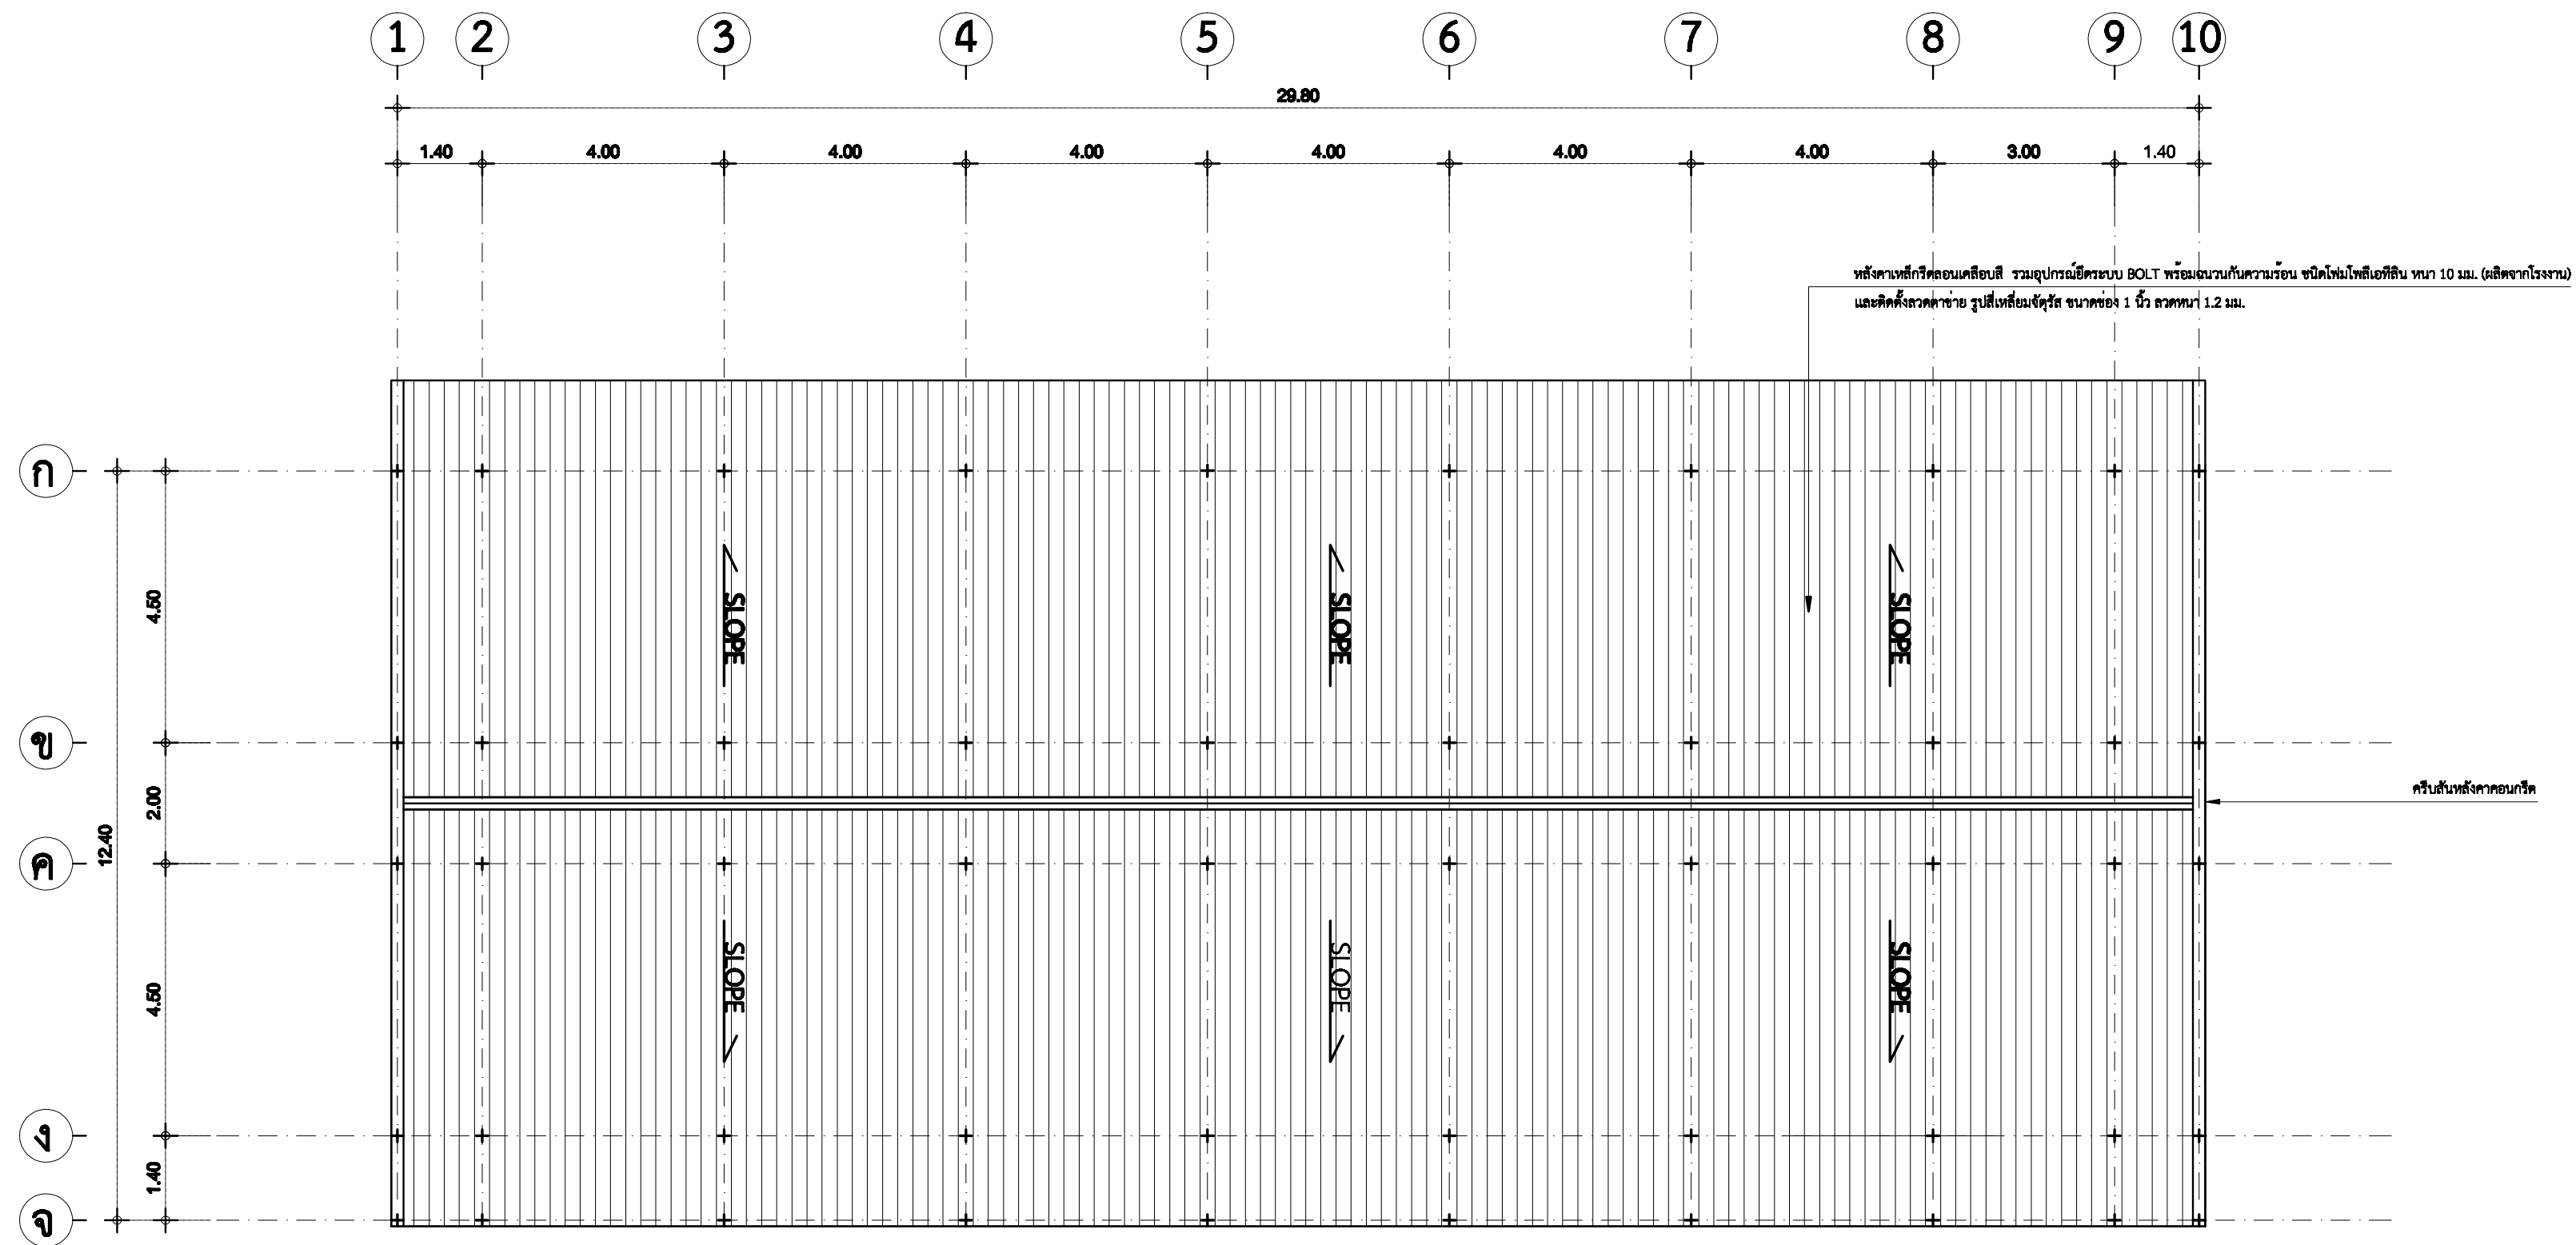 1 2 3 4 5 6 7 8 9 10
29.80
1.40 4.00 4.00 4.00 4.00 4.00 4.00 3.00 1.40
หลังคาเหล็กรีดลอนเคลือบสี รวมอุปกรณ์ยึดระบบ BOLT พร้อมฉนวนกันความร้อน ชนิดโฟมโพลีเอทีลิน หนา 10 มม. (ผลิตจากโรงงาน)
และติดตั้งลวดตาข่าย รูปสี่เหลี่ยมจัตุรัส ขนาดช่อง 1 นิ้ว ลวดหนา 1.2 มม.
ก
4.50
SLOPE SLOPE SLOPE
ข
2.00
ครีบสันหลังคาคอนกรีต
12.40
ค
4.50
SLOPE SLOPE SLOPE
ง
1.40
จ